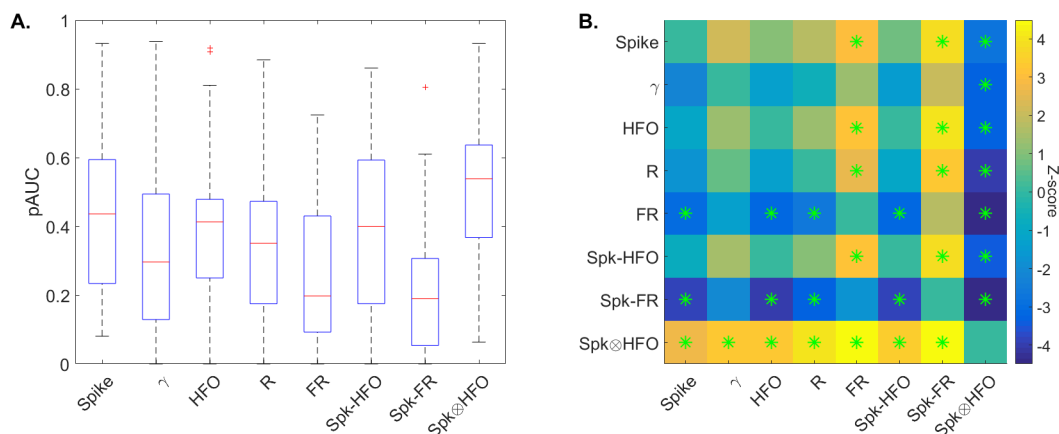 A.
1
0.8
0.6
0.4
0.2
0
pAUC
Spike
γ
HFO
R
FR
Spk-HFO
Spk-FR
Spk⊗HFO
B.
Spike
γ
HFO
R
FR
Spk-HFO
Spk-FR
Spk⊗HFO
Spike
γ
HFO
R
FR
Spk-HFO
Spk-FR
Spk⊗HFO
4
3
2
1
0
-1
-2
-3
-4
Z-score